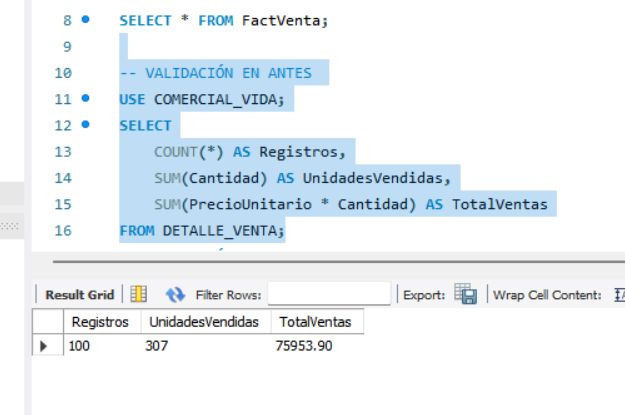 8 SELECT * FROM FactVenta;
9
10 -- VALIDACIÓN EN ANTES
11 USE COMERCIAL_VIDA;
12 SELECT
13 COUNT(*) AS Registros,
14 SUM(Cantidad) AS UnidadesVendidas,
15 SUM(PrecioUnitario * Cantidad) AS TotalVentas
16 FROM DETALLE_VENTA;
Result Grid Filter Rows: Export: Wrap Cell Content:
Registros UnidadesVendidas TotalVentas
100 307 75953.90